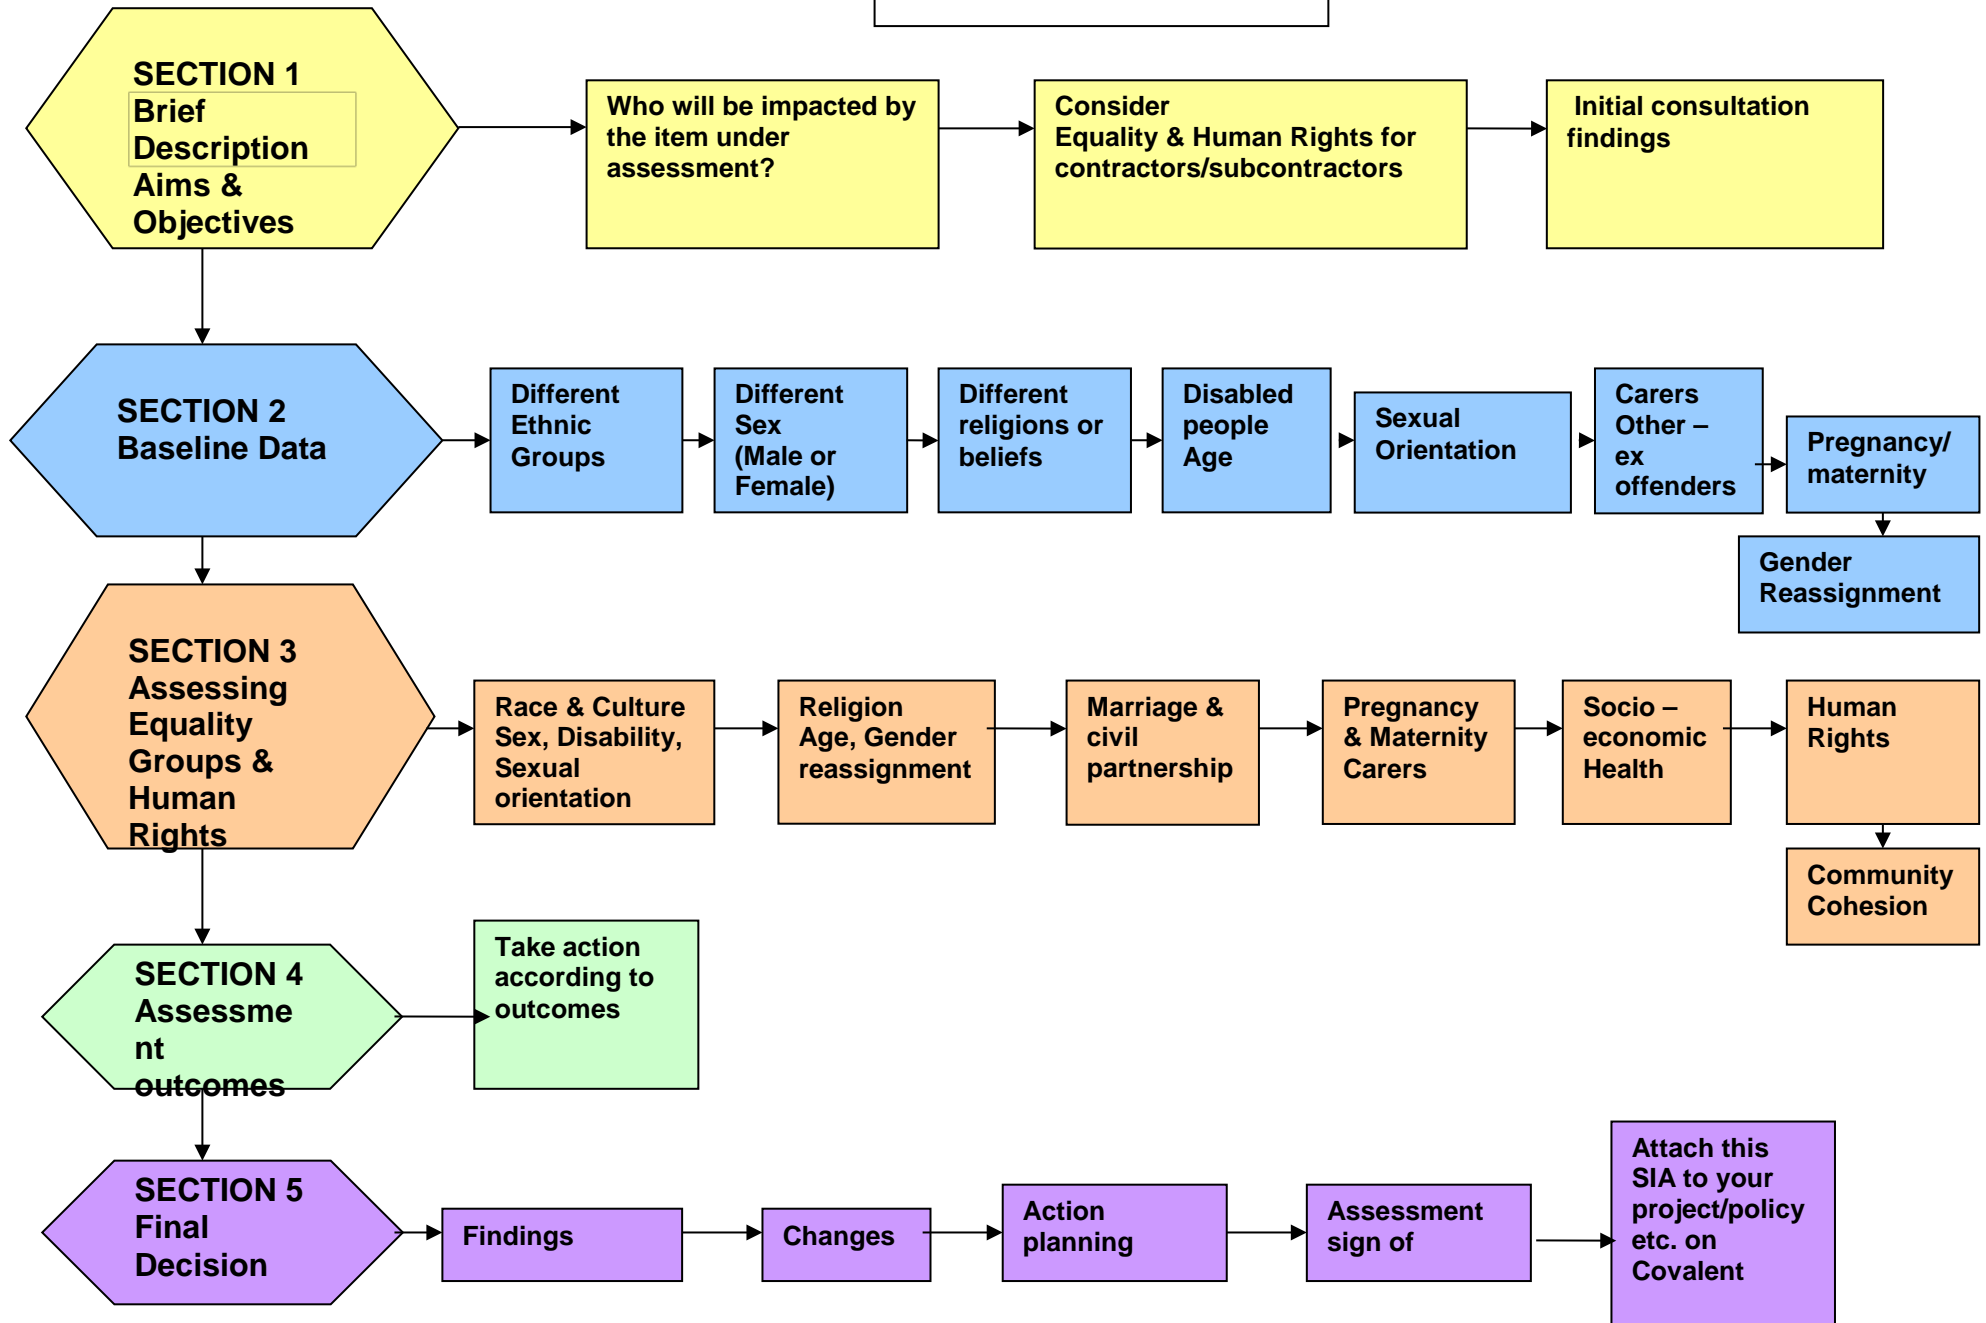 SECTION 1
Brief
Description
Aims &
Objectives
Who will be impacted by
the item under
assessment?
Consider
Equality & Human Rights for
contractors/subcontractors
Initial consultation
findings
SECTION 2
Baseline Data
Different
Ethnic
Groups
Different
Sex
(Male or
Female)
Different
religions or
beliefs
Disabled
people
Age
Sexual
Orientation
Carers
Other –
ex
offenders
Pregnancy/
maternity
Gender
Reassignment
SECTION 3
Assessing
Equality
Groups &
Human
Rights
Race & Culture
Sex, Disability,
Sexual
orientation
Religion
Age, Gender
reassignment
Marriage &
civil
partnership
Pregnancy
& Maternity
Carers
Socio –
economic
Health
Human
Rights
Community
Cohesion
SECTION 4
Assessme
nt
outcomes
Take action
according to
outcomes
SECTION 5
Final
Decision
Findings
Changes
Action
planning
Assessment
sign of
Attach this
SIA to your
project/policy
etc. on
Covalent